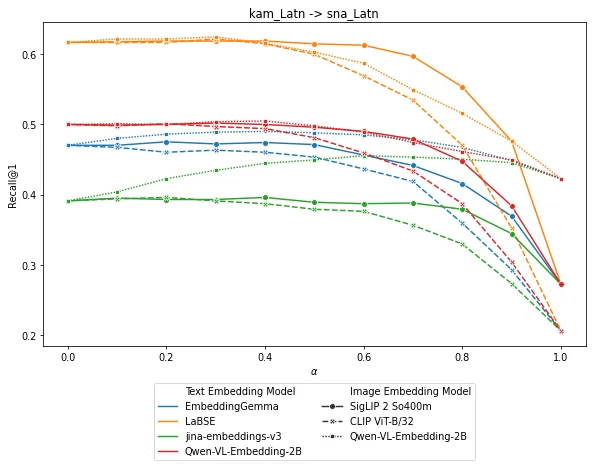 kam_Latn -> sna_Latn
Recall@1
0.6
0.5
0.4
0.3
0.2
0.0 0.2 0.4 0.6 0.8 1.0
α
Text Embedding Model Image Embedding Model
EmbeddingGemma SigLIP 2 So400m
LaBSE CLIP ViT-B/32
jina-embeddings-v3 Qwen-VL-Embedding-2B
Qwen-VL-Embedding-2B